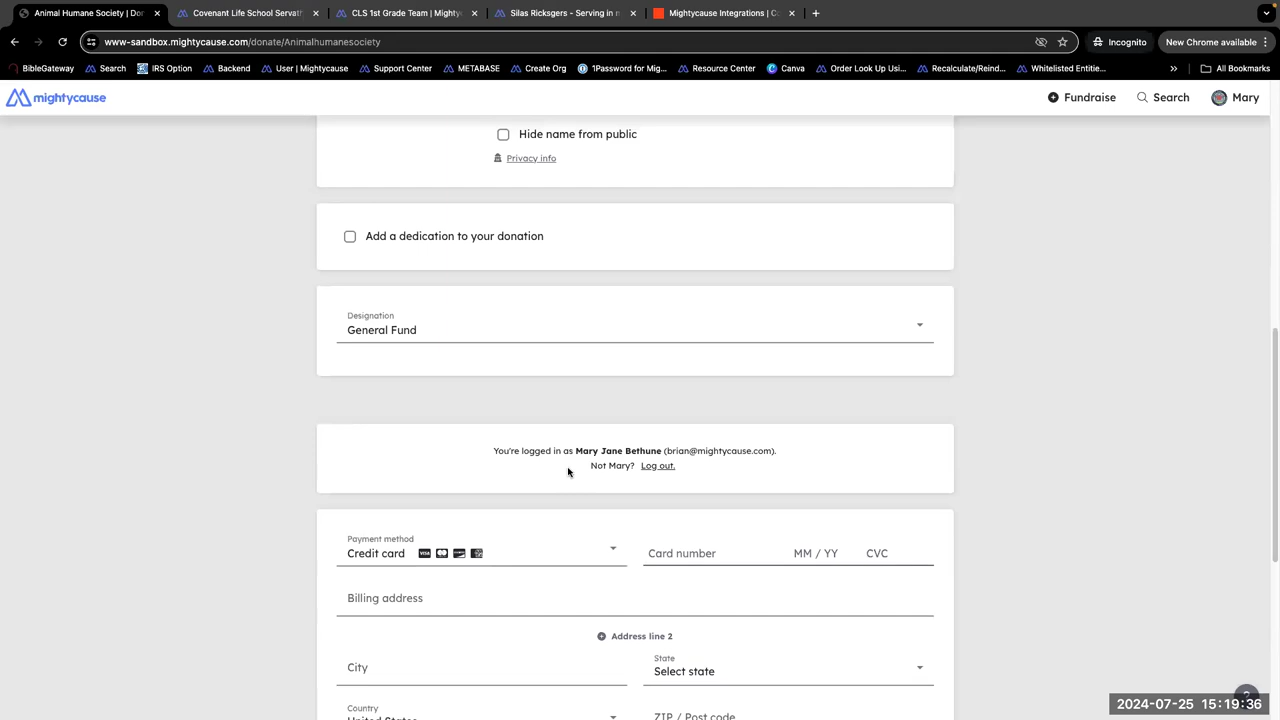 Animal Humane Society | Dor
Covenant Life School Servath
CLS 1st Grade Team | Mighty
Silas Ricksgers - Serving in n
Mightycause Integrations | C
www-sandbox.mightycause.com/donate/Animalhumanesociety
Incognito
New Chrome available
BibleGateway
Search
IRS Option
Backend
User | Mightycause
Support Center
METABASE
Create Org
1Password for Mig...
Resource Center
Canva
Order Look Up Usi...
Recalculate/Reind...
Whitelisted Entitie...
All Bookmarks
mightycause
Fundraise
Search
Mary
Hide name from public
Privacy info
Add a dedication to your donation
Designation
General Fund
You're logged in as Mary Jane Bethune (brian@mightycause.com).
Not Mary? Log out.
Payment method
Credit card
Card number MM / YY CVC
Billing address
Address line 2
City
State
Select state
Country
United States
ZIP / Post code
2024-07-25 15:19:36